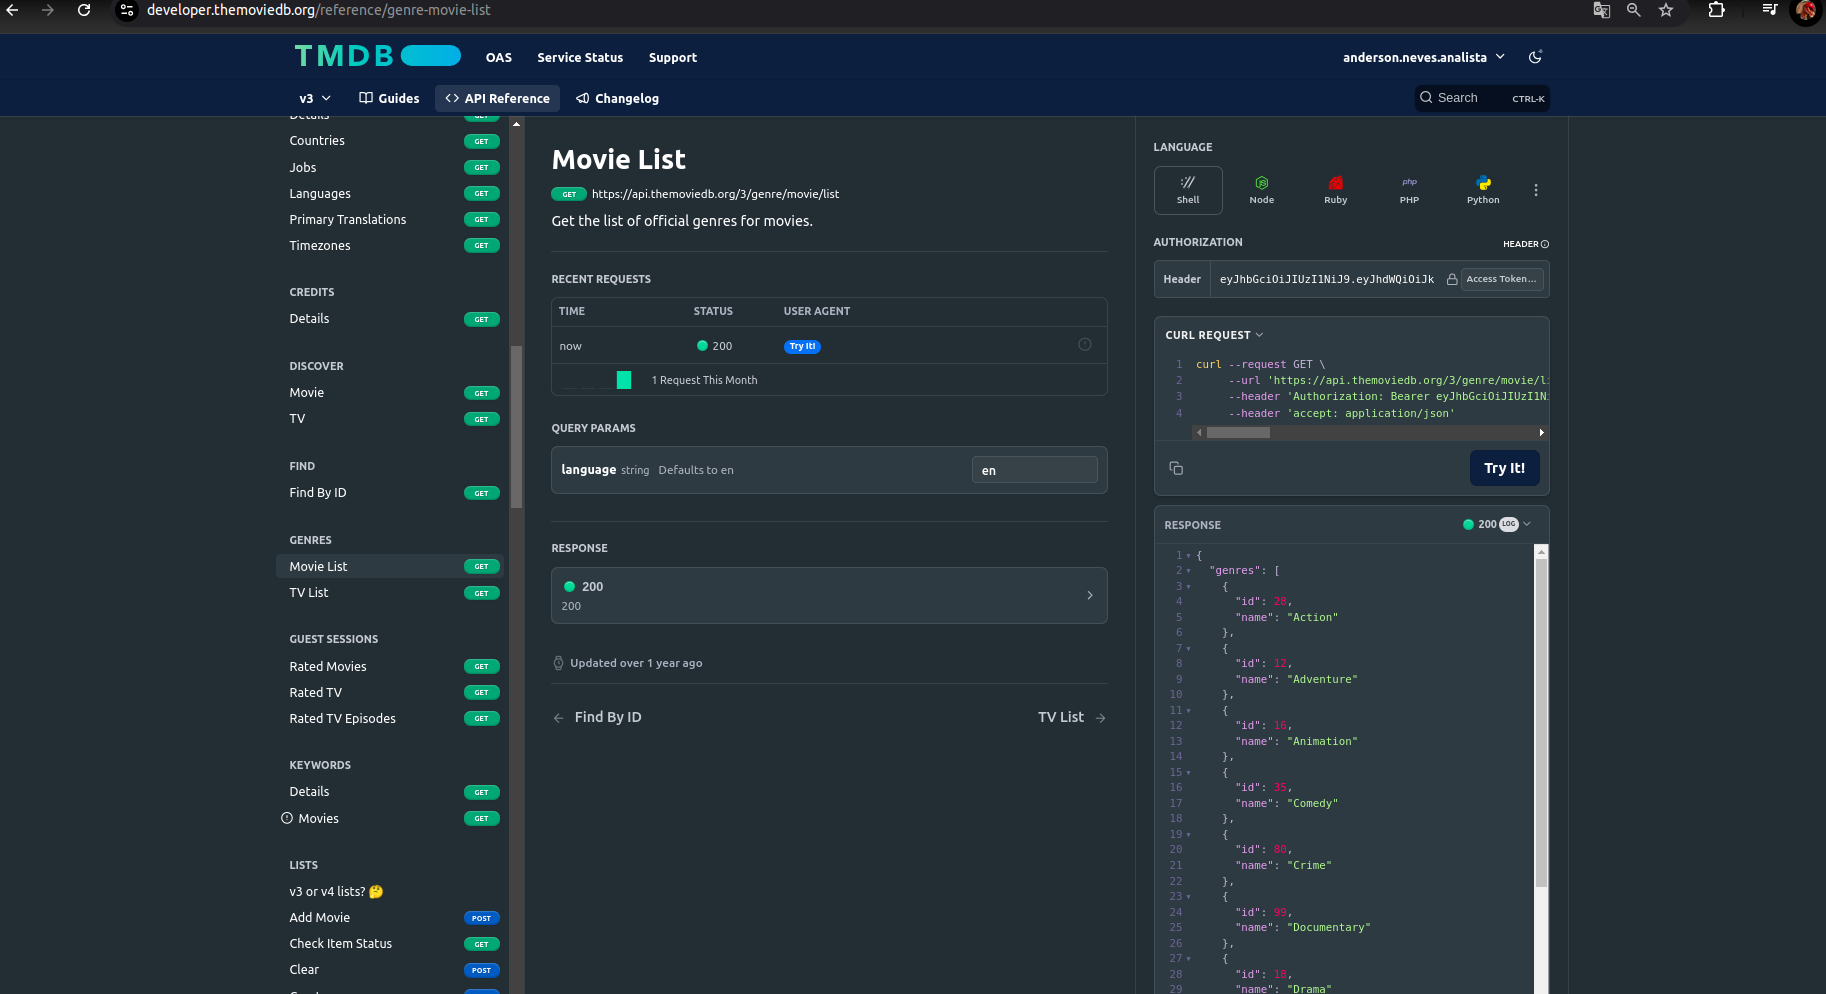 developer.themoviedb.org/reference/genre-movie-list
TMDB
OAS
Service Status
Support
anderson.neves.analista
v3
Guides
<> API Reference
Changelog
Search
CTRL-K
Details GET
Countries GET
Jobs GET
Languages GET
Primary Translations GET
Timezones GET
CREDITS
Details GET
DISCOVER
Movie GET
TV GET
FIND
Find By ID GET
GENRES
Movie List GET
TV List GET
GUEST SESSIONS
Rated Movies GET
Rated TV GET
Rated TV Episodes GET
KEYWORDS
Details GET
Movies GET
LISTS
v3 or v4 lists? 🤔
Add Movie POST
Check Item Status GET
Clear POST
Movie List
GET https://api.themoviedb.org/3/genre/movie/list
Get the list of official genres for movies.
RECENT REQUESTS
TIME STATUS USER AGENT
now 200 Try It!
1 Request This Month
QUERY PARAMS
language string Defaults to en en
RESPONSE
200
200
Updated over 1 year ago
← Find By ID
TV List →
LANGUAGE
Shell
Node
php
Ruby
PHP
Python
AUTHORIZATION
HEADER
Header eyJhbGciOiJIUzI1NiJ9.eyJhdWQiOiJk Access Token...
CURL REQUEST
1 curl --request GET \
2 --url 'https://api.themoviedb.org/3/genre/movie/li
3 --header 'Authorization: Bearer eyJhbGciOiJIUzI1Ni
4 --header 'accept: application/json'
Try It!
RESPONSE
200 LOG
1 {
2 "genres": [
3 {
4 "id": 28,
5 "name": "Action"
6 },
7 {
8 "id": 12,
9 "name": "Adventure"
10 },
11 {
12 "id": 16,
13 "name": "Animation"
14 },
15 {
16 "id": 35,
17 "name": "Comedy"
18 },
19 {
20 "id": 80,
21 "name": "Crime"
22 },
23 {
24 "id": 99,
25 "name": "Documentary"
26 },
27 {
28 "id": 18,
29 "name": "Drama"